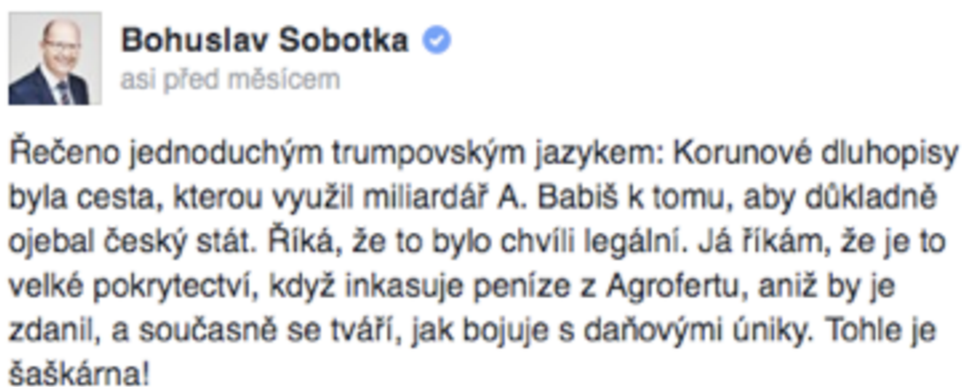 Bohuslav Sobotka
asi před měsícem
Řečeno jednoduchým trumpovským jazykem: Korunové dluhopisy
byla cesta, kterou využil miliardář A. Babiš k tomu, aby důkladně
ojebal český stát. Říká, že to bylo chvíli legální. Já říkám, že je to
velké pokrytectví, když inkasuje peníze z Agrofertu, aniž by je
zdanil, a současně se tváří, jak bojuje s daňovými úniky. Tohle je
šaškárna!